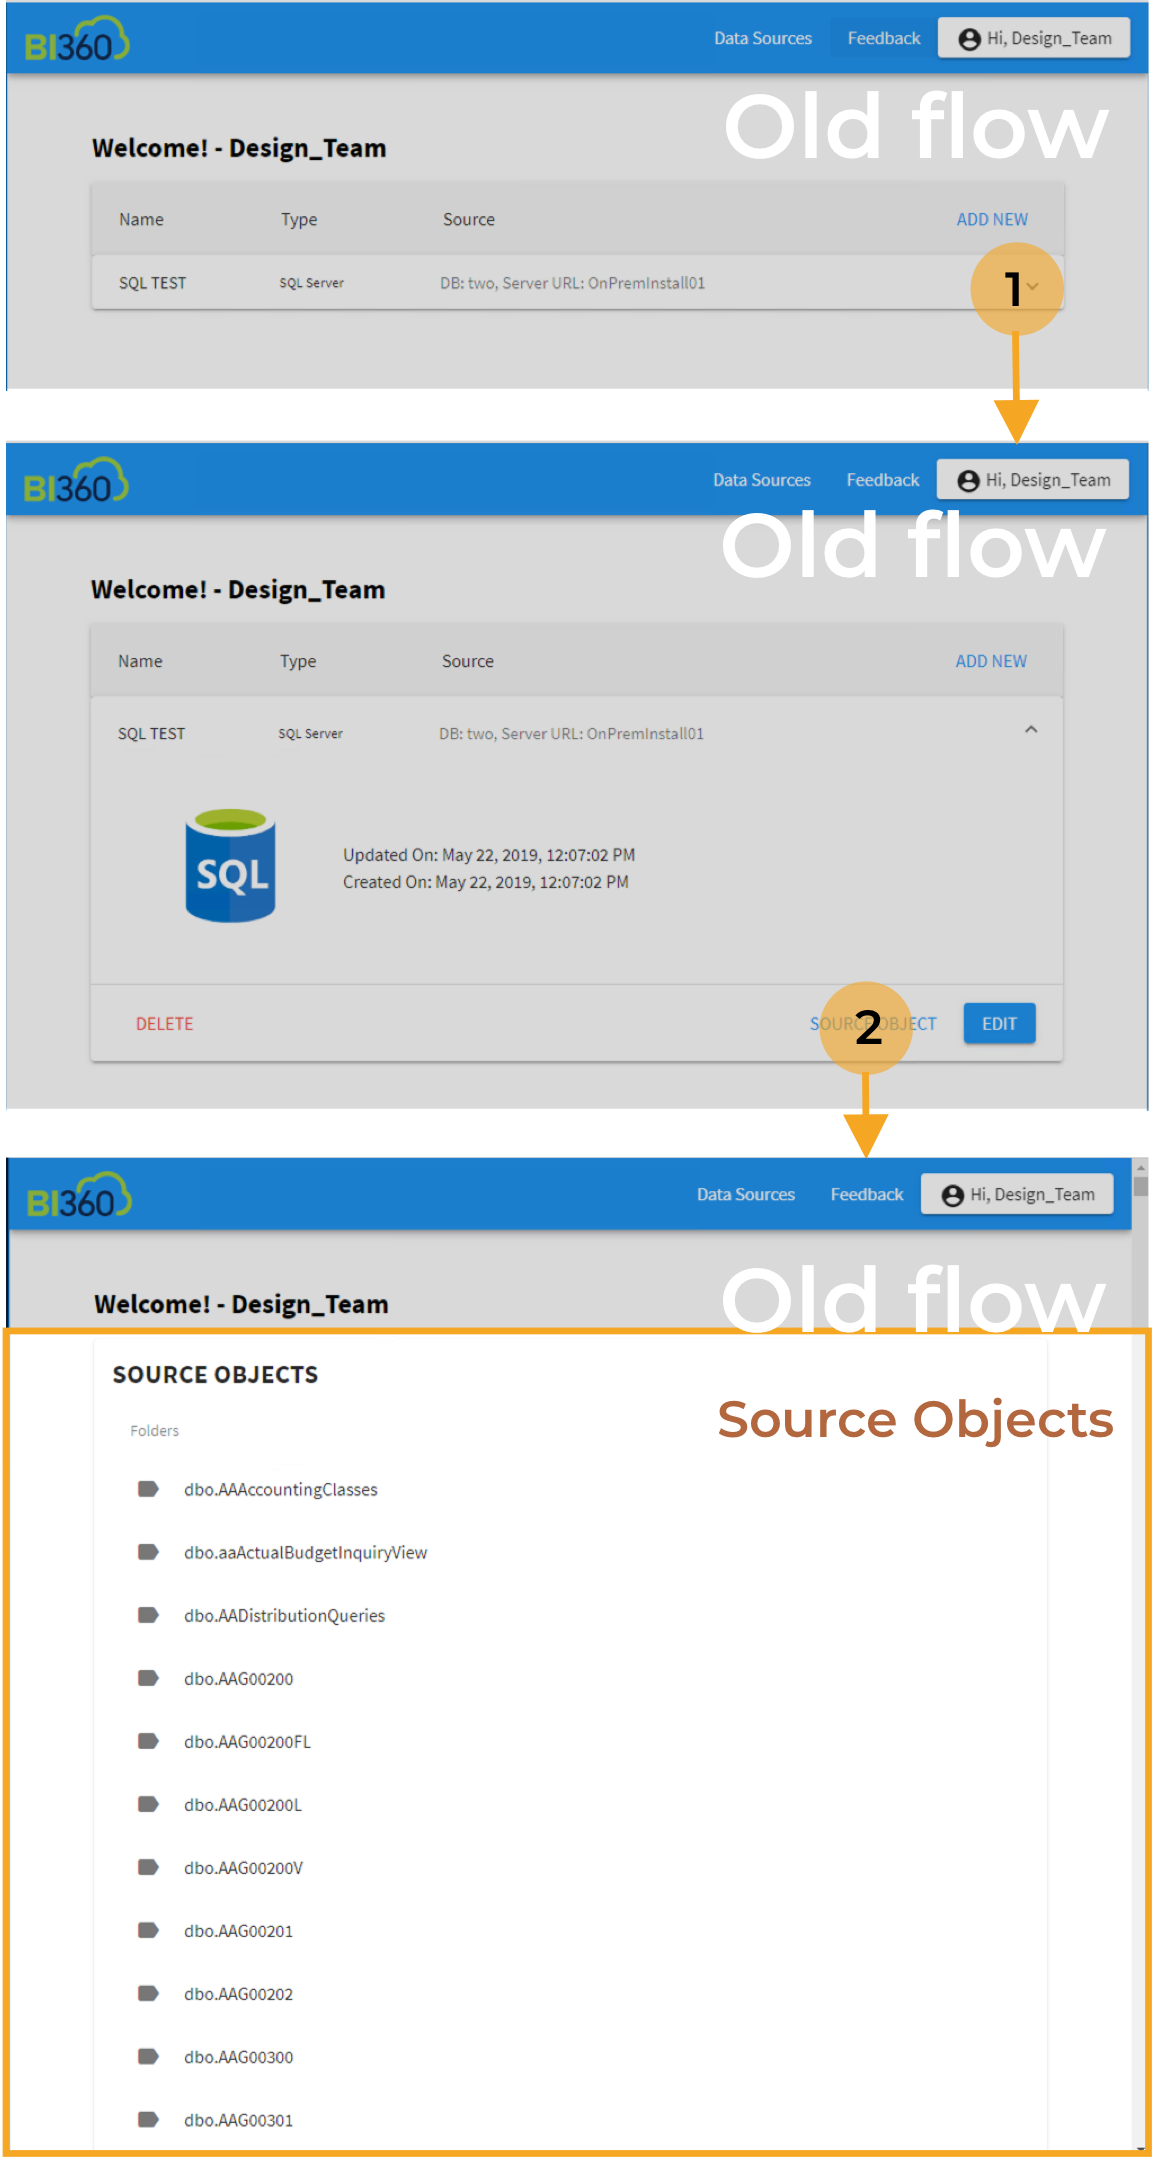 BI360
Data Sources Feedback Hi, Design_Team
Old flow
Welcome! - Design_Team
Name Type Source ADD NEW
SQL TEST SQL Server DB: two, Server URL: OnPremInstall01 1
BI360
Data Sources Feedback Hi, Design_Team
Old flow
Welcome! - Design_Team
Name Type Source ADD NEW
SQL TEST SQL Server DB: two, Server URL: OnPremInstall01
SQL
Updated On: May 22, 2019, 12:07:02 PM
Created On: May 22, 2019, 12:07:02 PM
DELETE SOURCE OBJECT 2 EDIT
BI360
Data Sources Feedback Hi, Design_Team
Old flow
Welcome! - Design_Team
SOURCE OBJECTS
Source Objects
Folders
dbo.AAAccountingClasses
dbo.aaActualBudgetInquiryView
dbo.AADistributionQueries
dbo.AAG00200
dbo.AAG00200FL
dbo.AAG00200L
dbo.AAG00200V
dbo.AAG00201
dbo.AAG00202
dbo.AAG00300
dbo.AAG00301